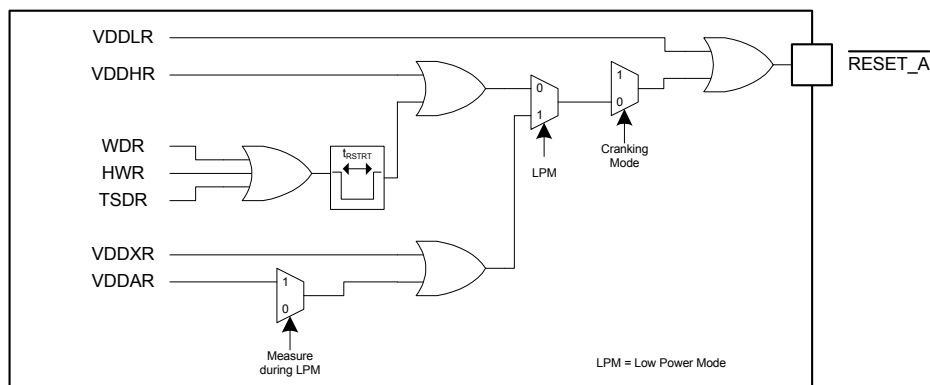 VDDLR
VDDHR
WDR
HWR
TSDR
tRSTRT
VDDXR
VDDAR
1
0
Measure
during LPM
0
1
LPM
1
0
Cranking
Mode
RESET_A
LPM = Low Power Mode